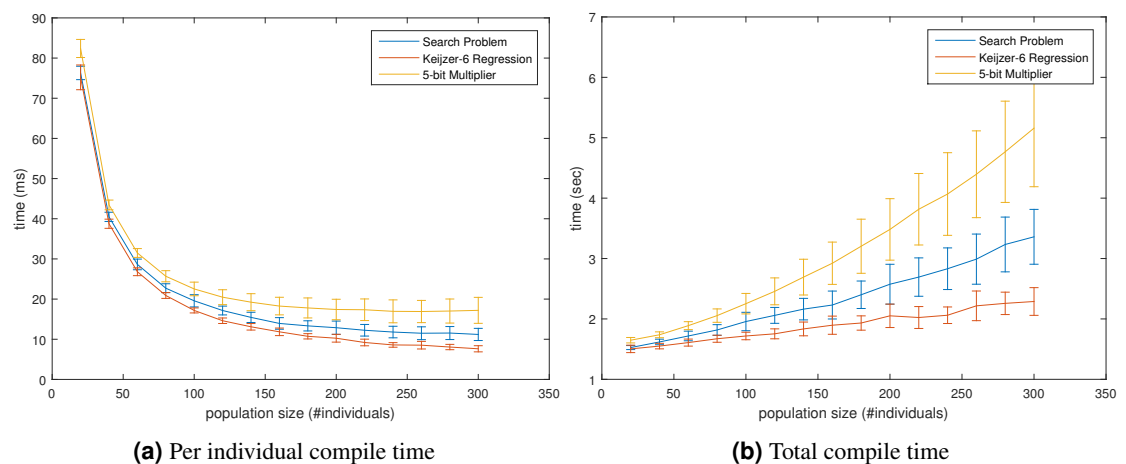 90
80
70
60
50
40
30
20
10
0
time (ms)
Search Problem
Keijzer-6 Regression
5-bit Multiplier
0 50 100 150 200 250 300 350
population size (#individuals)
(a) Per individual compile time
7
6
5
4
3
2
1
time (sec)
Search Problem
Keijzer-6 Regression
5-bit Multiplier
0 50 100 150 200 250 300 350
population size (#individuals)
(b) Total compile time